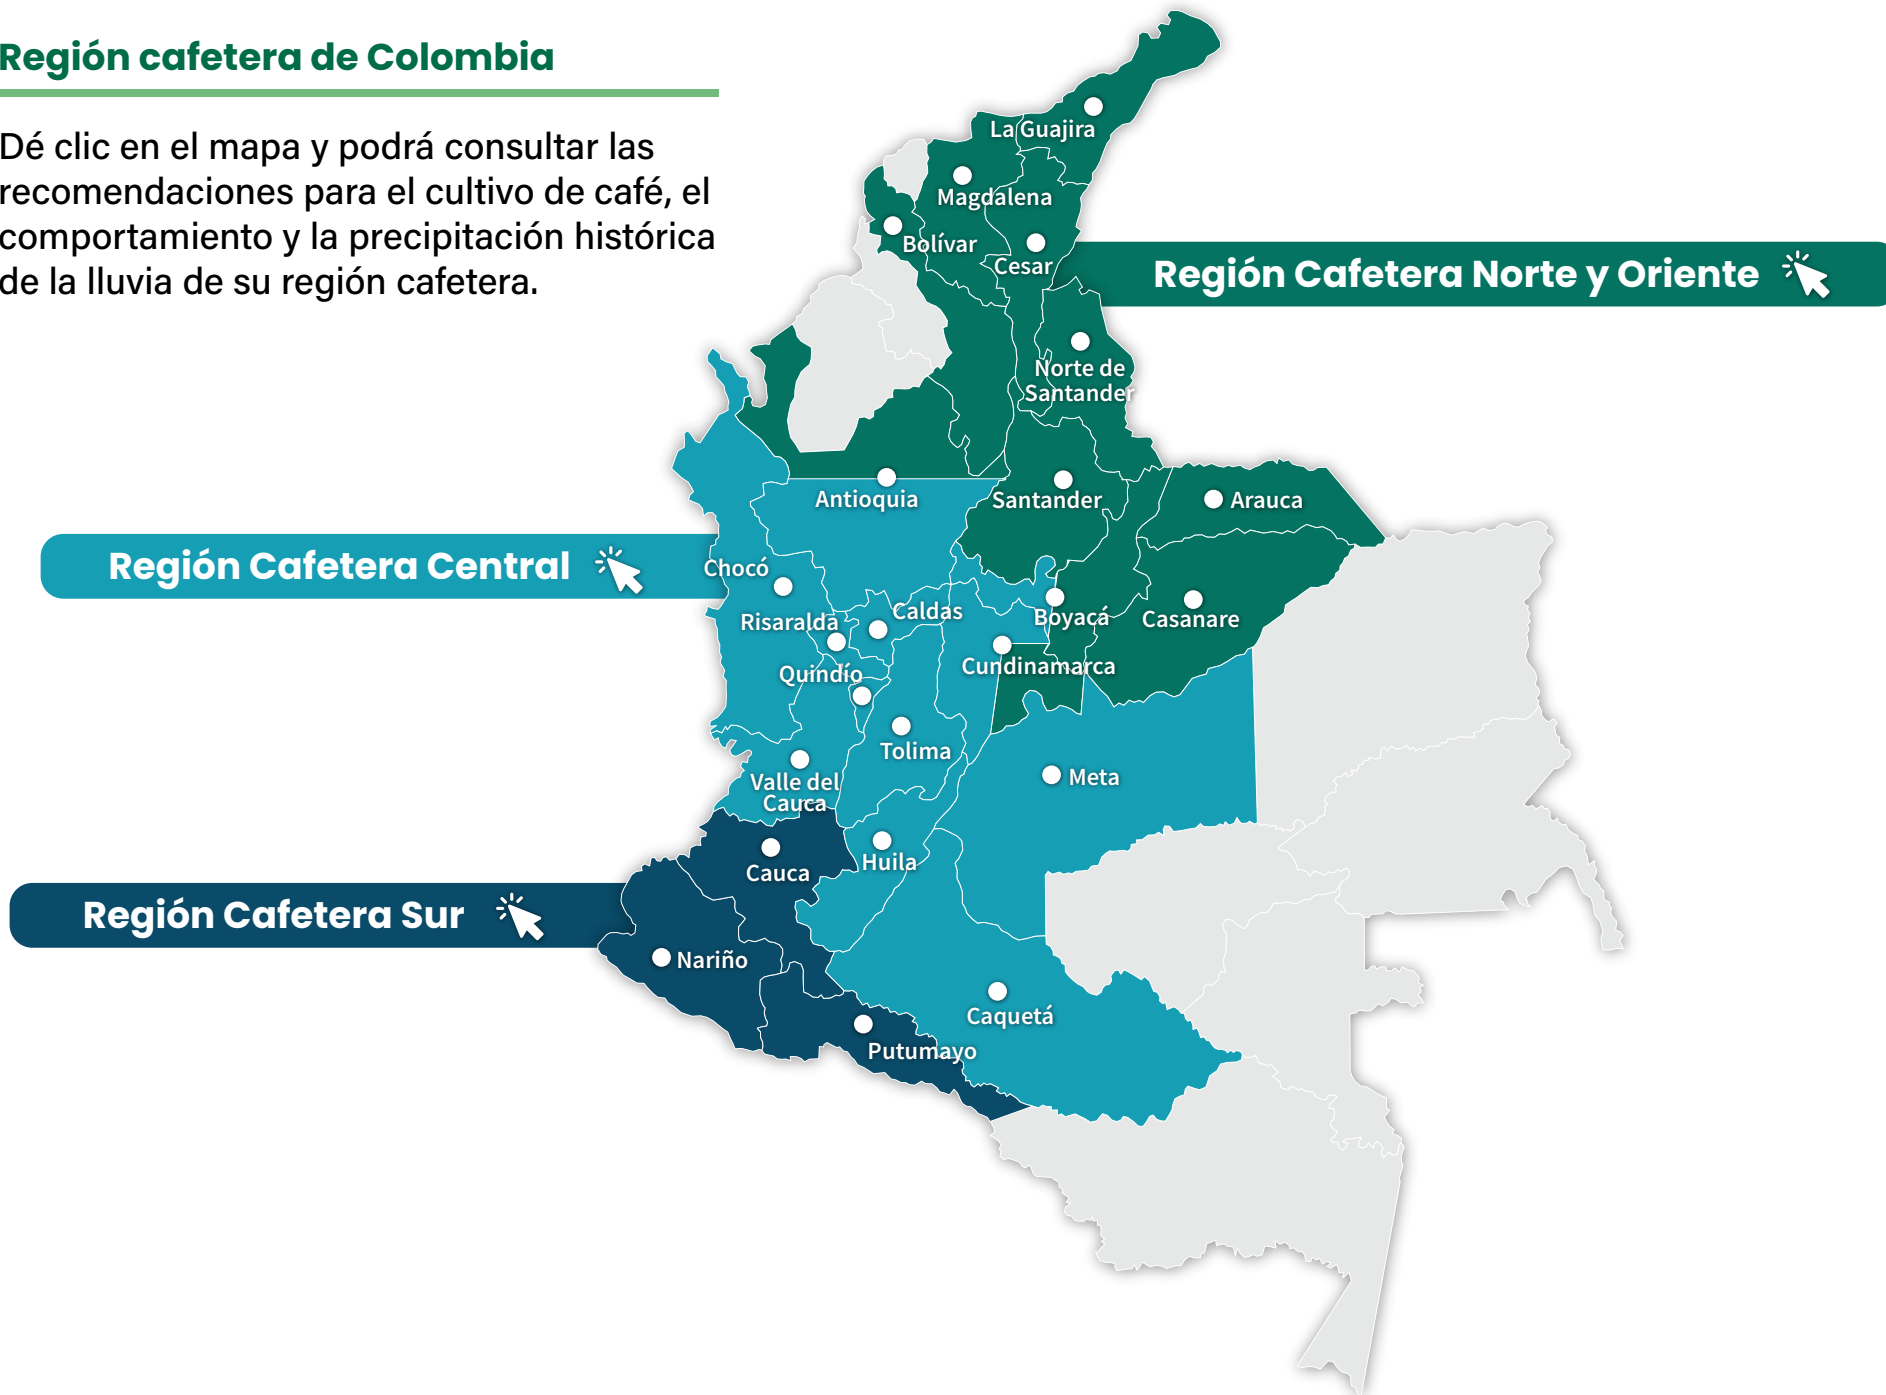 Región cafetera de Colombia
Dé clic en el mapa y podrá consultar las
recomendaciones para el cultivo de café, el
comportamiento y la precipitación histórica
de la lluvia de su región cafetera.
La Guajira
Magdalena
Bolívar
Cesar
Región Cafetera Norte y Oriente
Norte de
Santander
Antioquia
Santander
Arauca
Región Cafetera Central
Chocó
Caldas
Risaralda
Boyacá
Casanare
Quindío
Cundinamarca
Tolima
Meta
Valle del
Cauca
Huila
Cauca
Región Cafetera Sur
Nariño
Caquetá
Putumayo